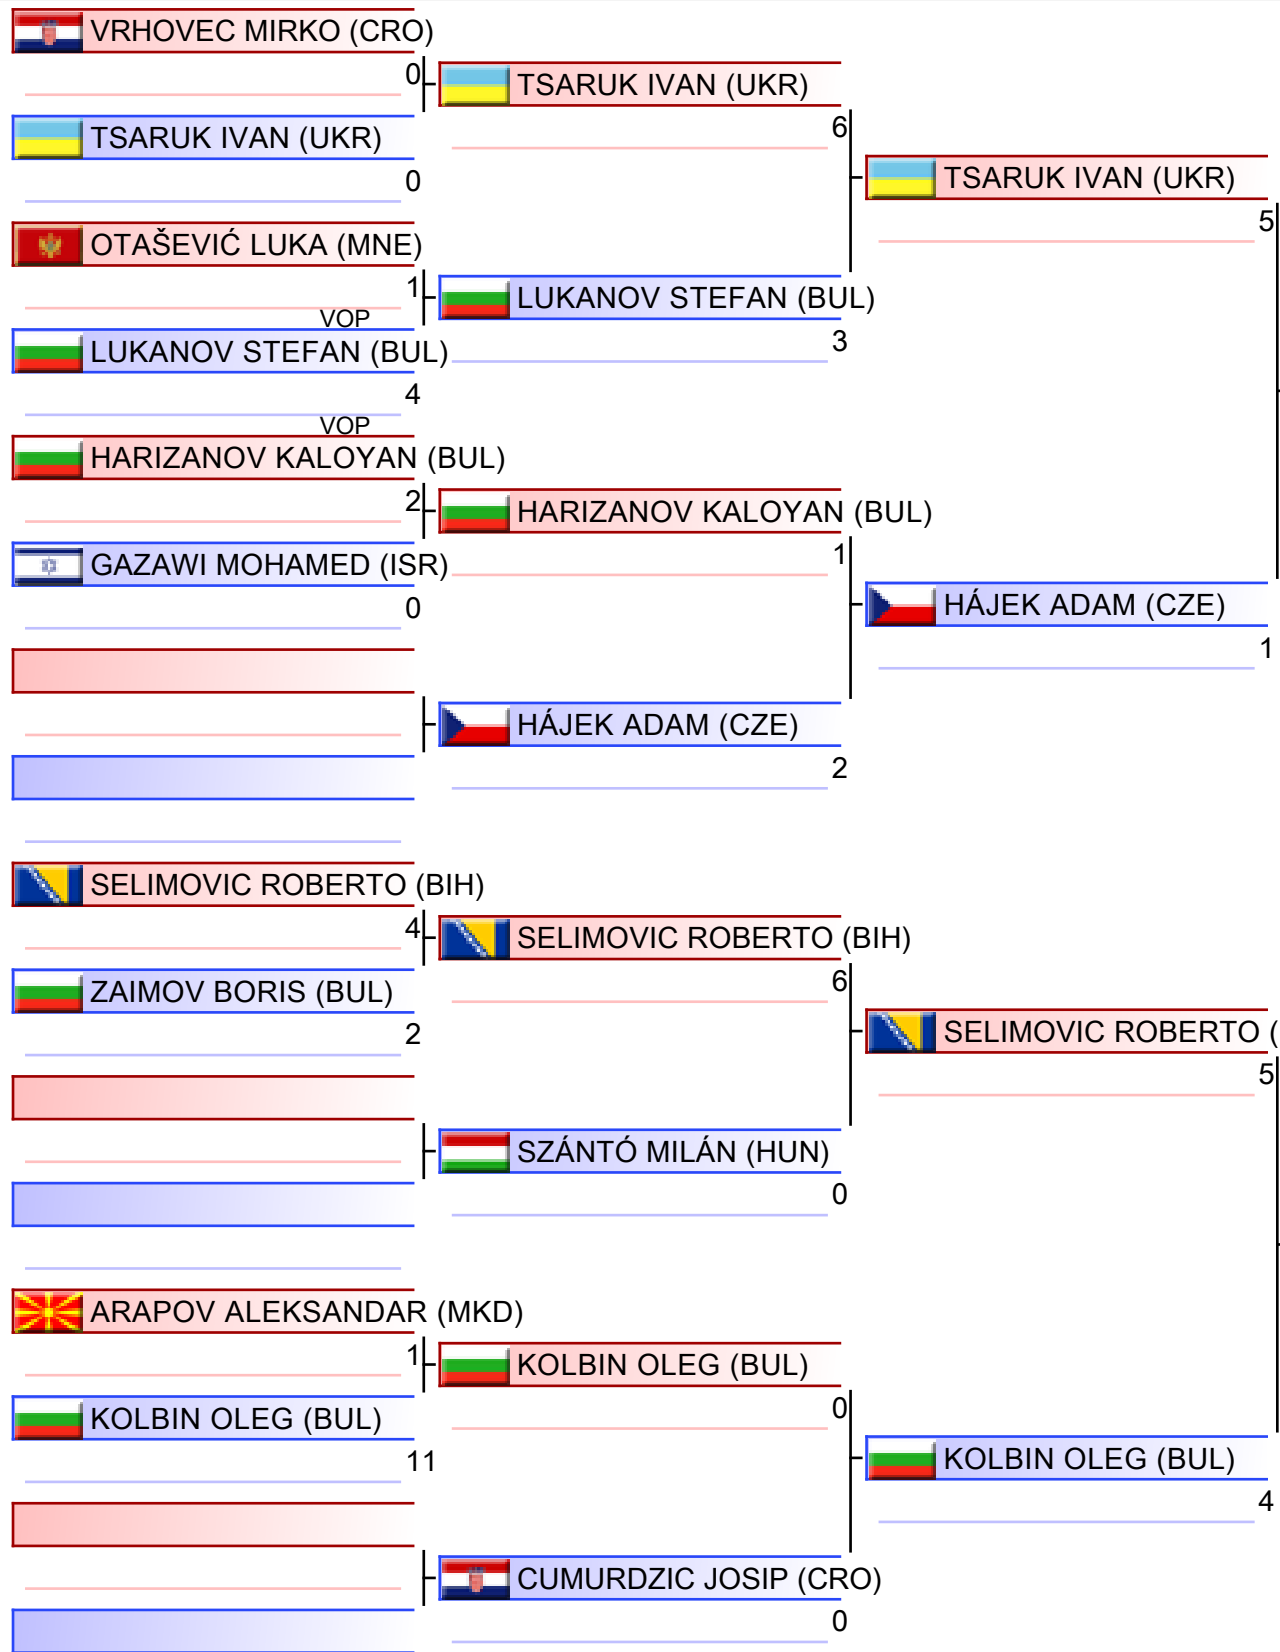 VRHOVEC MIRKO (CRO)
0
TSARUK IVAN (UKR)
0
OTAŠEVIĆ LUKA (MNE)
1
VOP
LUKANOV STEFAN (BUL)
4
VOP
HARIZANOV KALOYAN (BUL)
2
GAZAWI MOHAMED (ISR)
0
SELIMOVIC ROBERTO (BIH)
4
ZAIMOV BORIS (BUL)
2
ARAPOV ALEKSANDAR (MKD)
1
KOLBIN OLEG (BUL)
11
TSARUK IVAN (UKR)
6
LUKANOV STEFAN (BUL)
3
HARIZANOV KALOYAN (BUL)
1
HÁJEK ADAM (CZE)
2
SELIMOVIC ROBERTO (BIH)
6
SZÁNTÓ MILÁN (HUN)
0
KOLBIN OLEG (BUL)
0
CUMURDZIC JOSIP (CRO)
0
TSARUK IVAN (UKR)
5
HÁJEK ADAM (CZE)
1
SELIMOVIC ROBERTO (
5
KOLBIN OLEG (BUL)
4